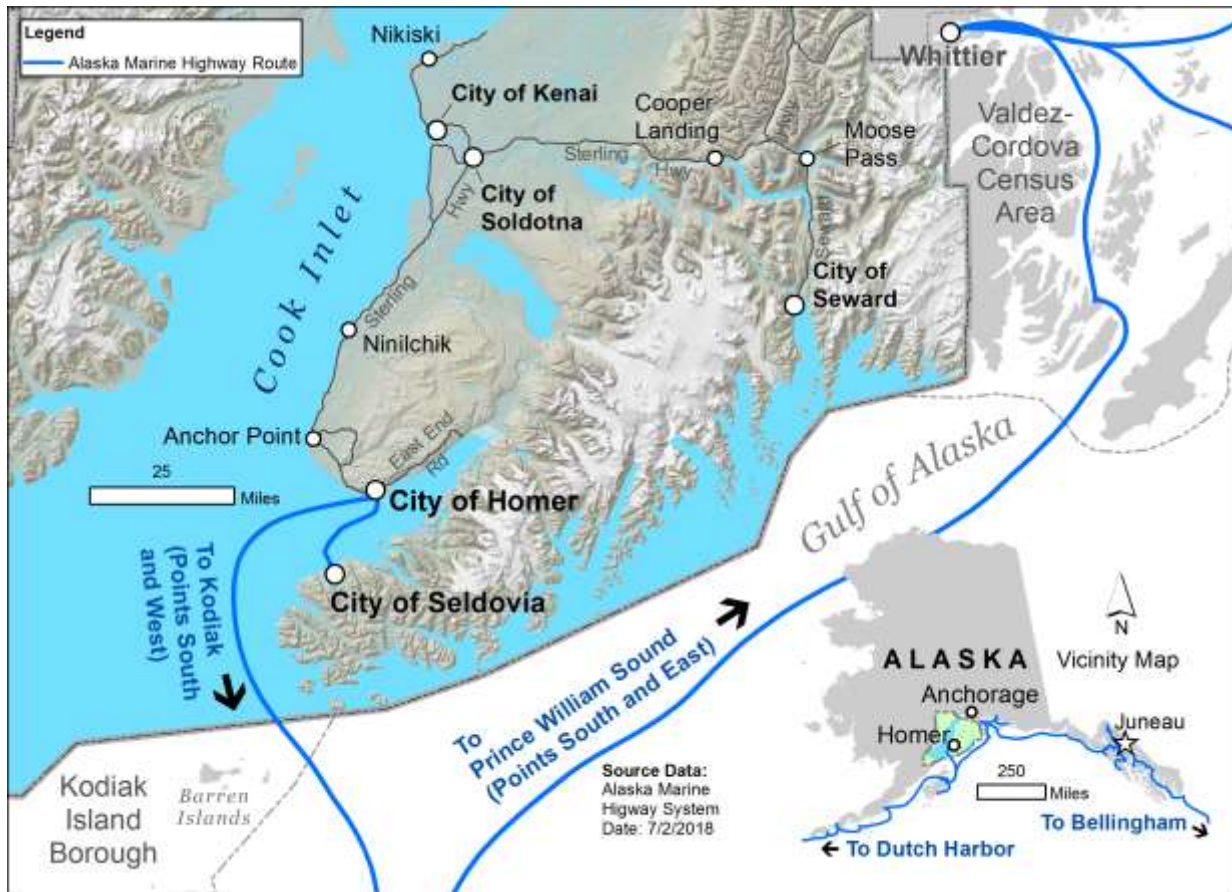 Legend
Alaska Marine Highway Route
Nikiski
City of Kenai
Cooper
Landing
Hwy
Moose
Pass
Whittier
Valdez-
Cordova
Census
Area
Sterling
Hwy
City of
Soldotna
Hwy
Sterling
Seward
City of
Seward
Cook Inlet
Ninilchik
Anchor Point
East End
Rd
25
Miles
City of Homer
City of Seldovia
Gulf of Alaska
To Kodiak
(Points South
and West)
To
Prince William Sound
(Points South and East)
Kodiak
Island
Borough
Barren
Islands
Source Data:
Alaska Marine
Higway System
Date: 7/2/2018
N
ALASKA
Vicinity Map
Anchorage
Homer
Juneau
250
Miles
To Bellingham
To Dutch Harbor